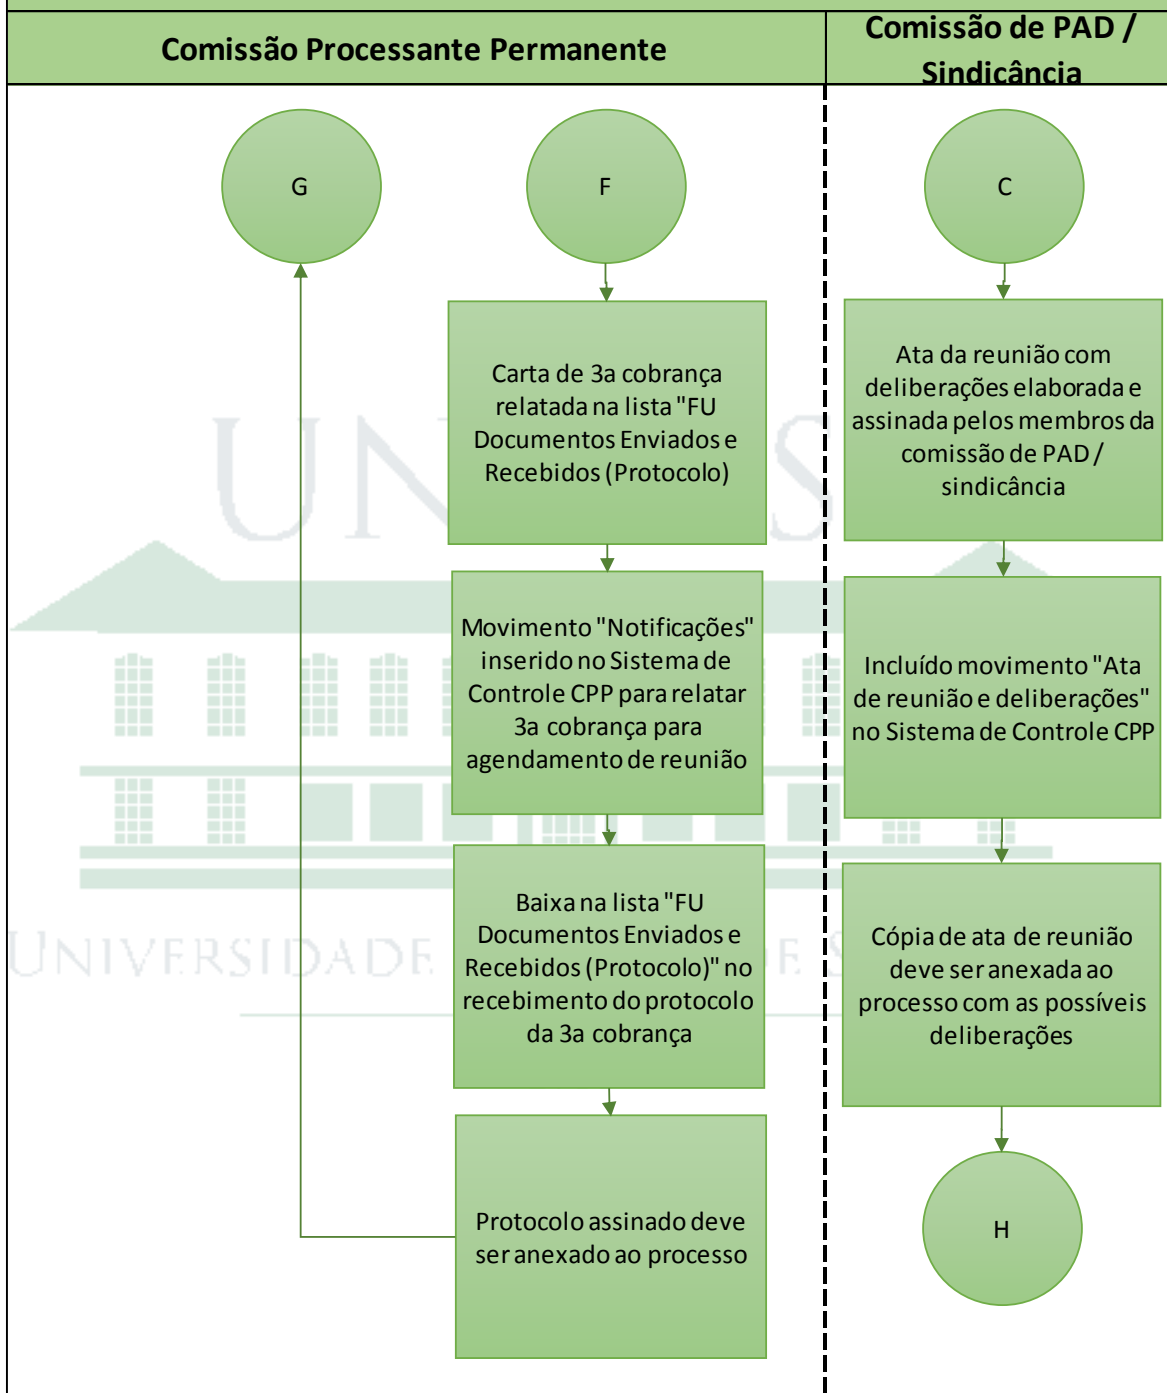 Comissão Processante Permanente
Comissão de PAD /
Sindicância
G
F
C
Carta de 3a cobrança
relatada na lista "FU
Documentos Enviados e
Recebidos (Protocolo)
Movimento "Notificações"
inserido no Sistema de
Controle CPP para relatar
3a cobrança para
agendamento de reunião
Baixa na lista "FU
Documentos Enviados e
Recebidos (Protocolo)" no
recebimento do protocolo
da 3a cobrança
Protocolo assinado deve
ser anexado ao processo
Ata da reunião com
deliberações elaborada e
assinada pelos membros da
comissão de PAD /
sindicância
Incluído movimento "Ata
de reunião e deliberações"
no Sistema de Controle CPP
Cópia de ata de reunião
deve ser anexada ao
processo com as possíveis
deliberações
H
UNIVERSIDADE